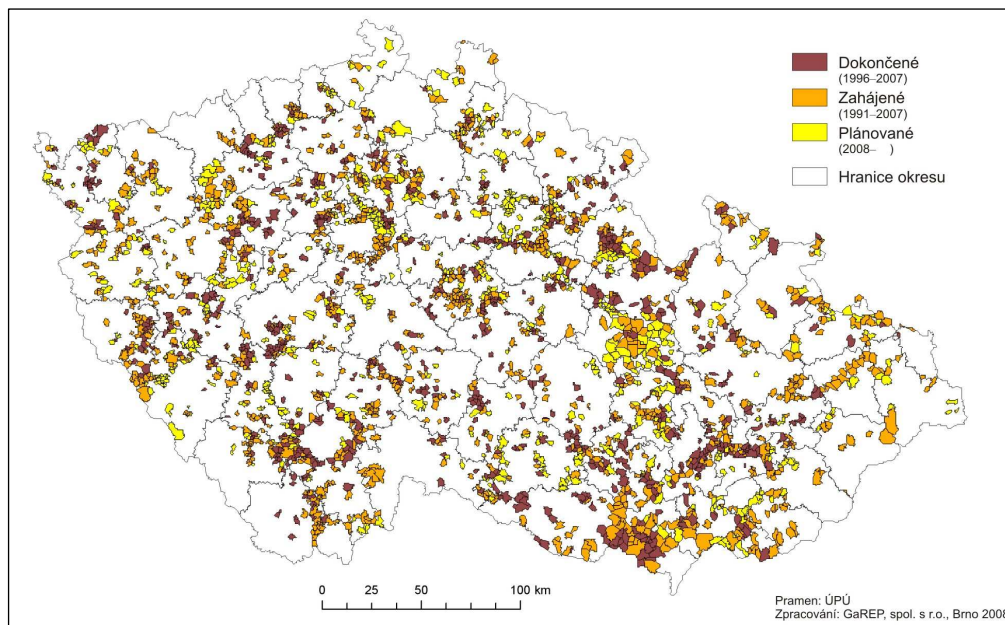 Dokončené
(1996–2007)
Zahájené
(1991–2007)
Plánované
(2008–   )
Hranice okresu
0 25 50 100 km
Pramen: ÚPÚ
Zpracování: GaREP, spol. s r.o., Brno 2008